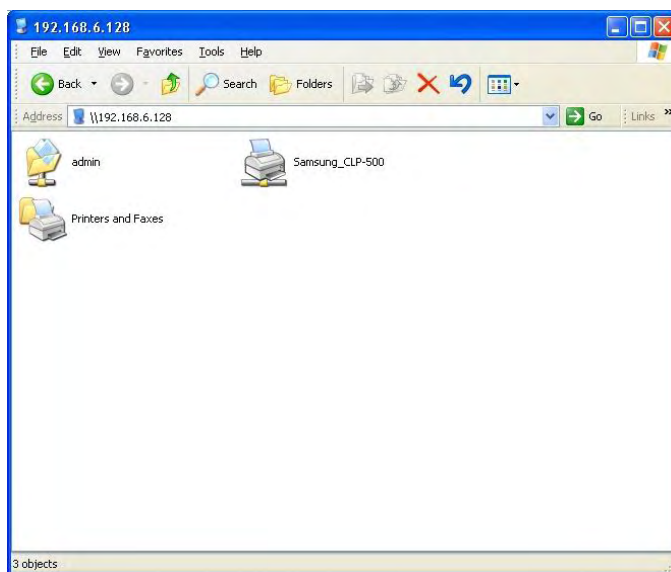 192.168.6.128
File Edit View Favorites Tools Help
Back Search Folders
Address \\192.168.6.128 Go Links »
admin Samsung_CLP-500
Printers and Faxes
3 objects